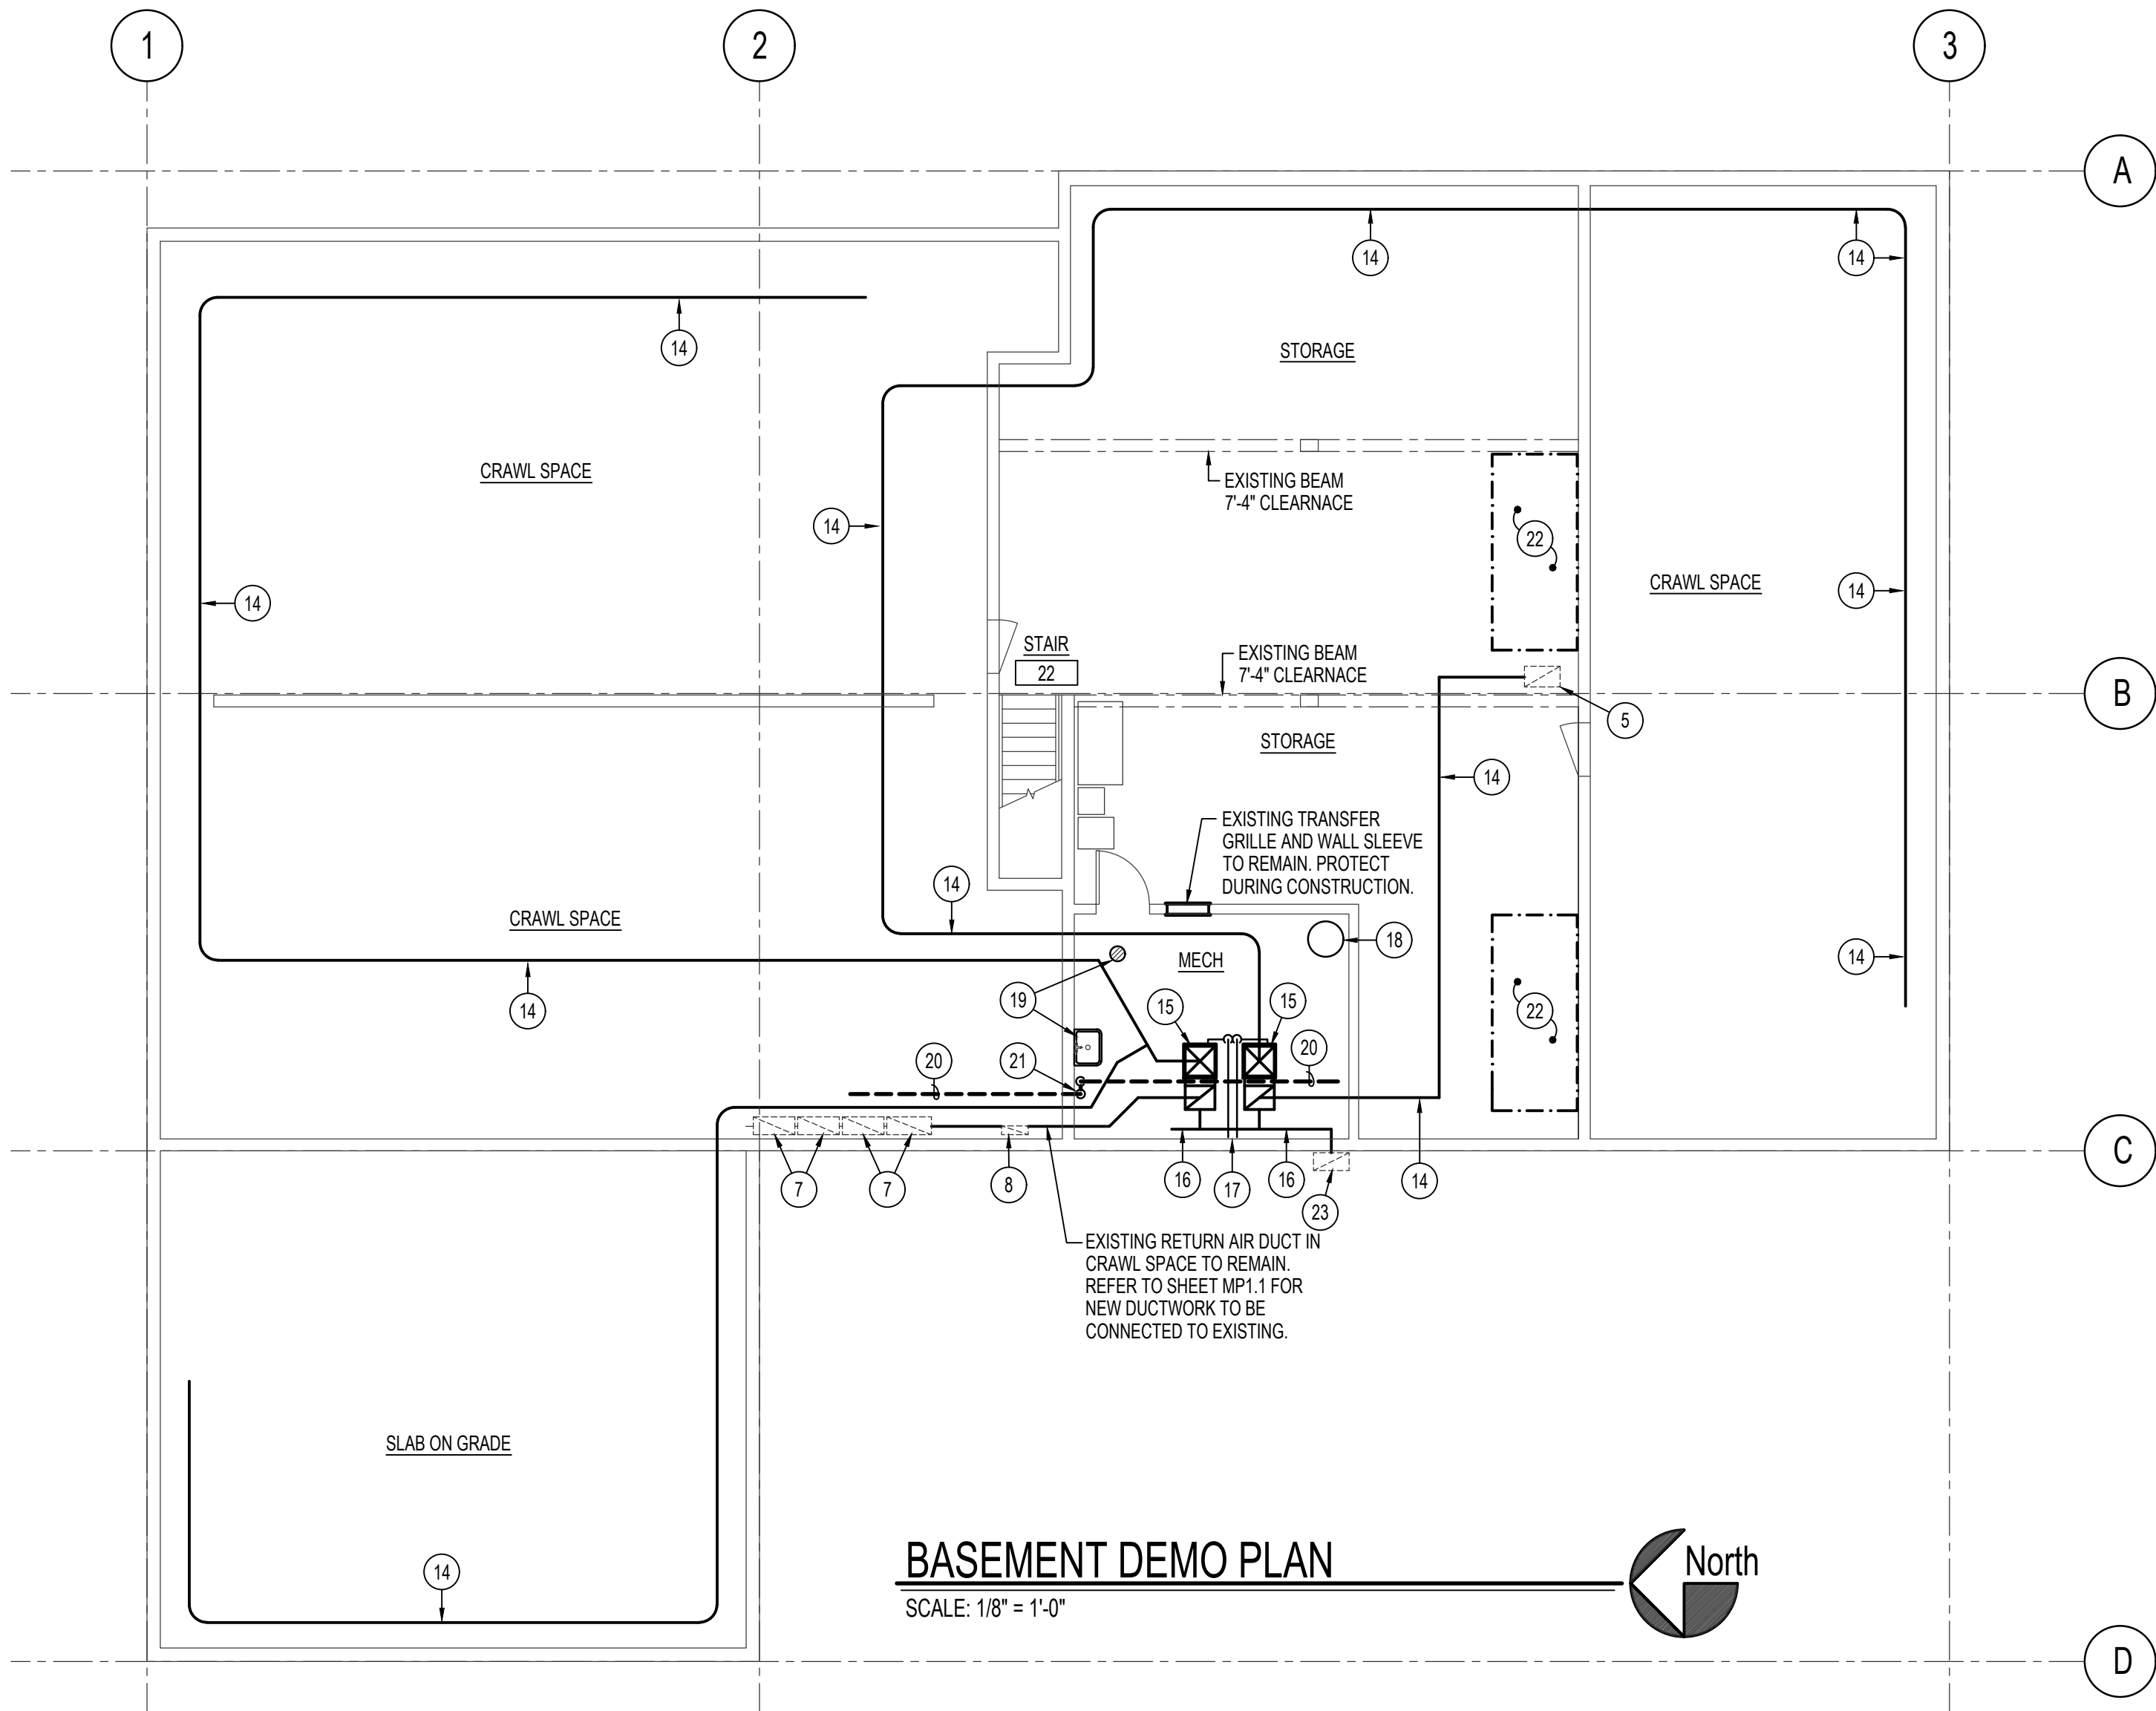 1
2
3
A
14
14
14
STORAGE
14
CRAWL SPACE
EXISTING BEAM
7'-4" CLEARNACE
14
22
CRAWL SPACE
14
14
STAIR
22
EXISTING BEAM
7'-4" CLEARNACE
B
5
STORAGE
14
EXISTING TRANSFER
GRILLE AND WALL SLEEVE
TO REMAIN. PROTECT
DURING CONSTRUCTION.
14
CRAWL SPACE
18
MECH
14
19
15
15
14
22
20
21
20
C
7
7
8
16
17
16
14
23
EXISTING RETURN AIR DUCT IN
CRAWL SPACE TO REMAIN.
REFER TO SHEET MP1.1 FOR
NEW DUCTWORK TO BE
CONNECTED TO EXISTING.
SLAB ON GRADE
14
BASEMENT DEMO PLAN
SCALE: 1/8" = 1'-0"
North
D